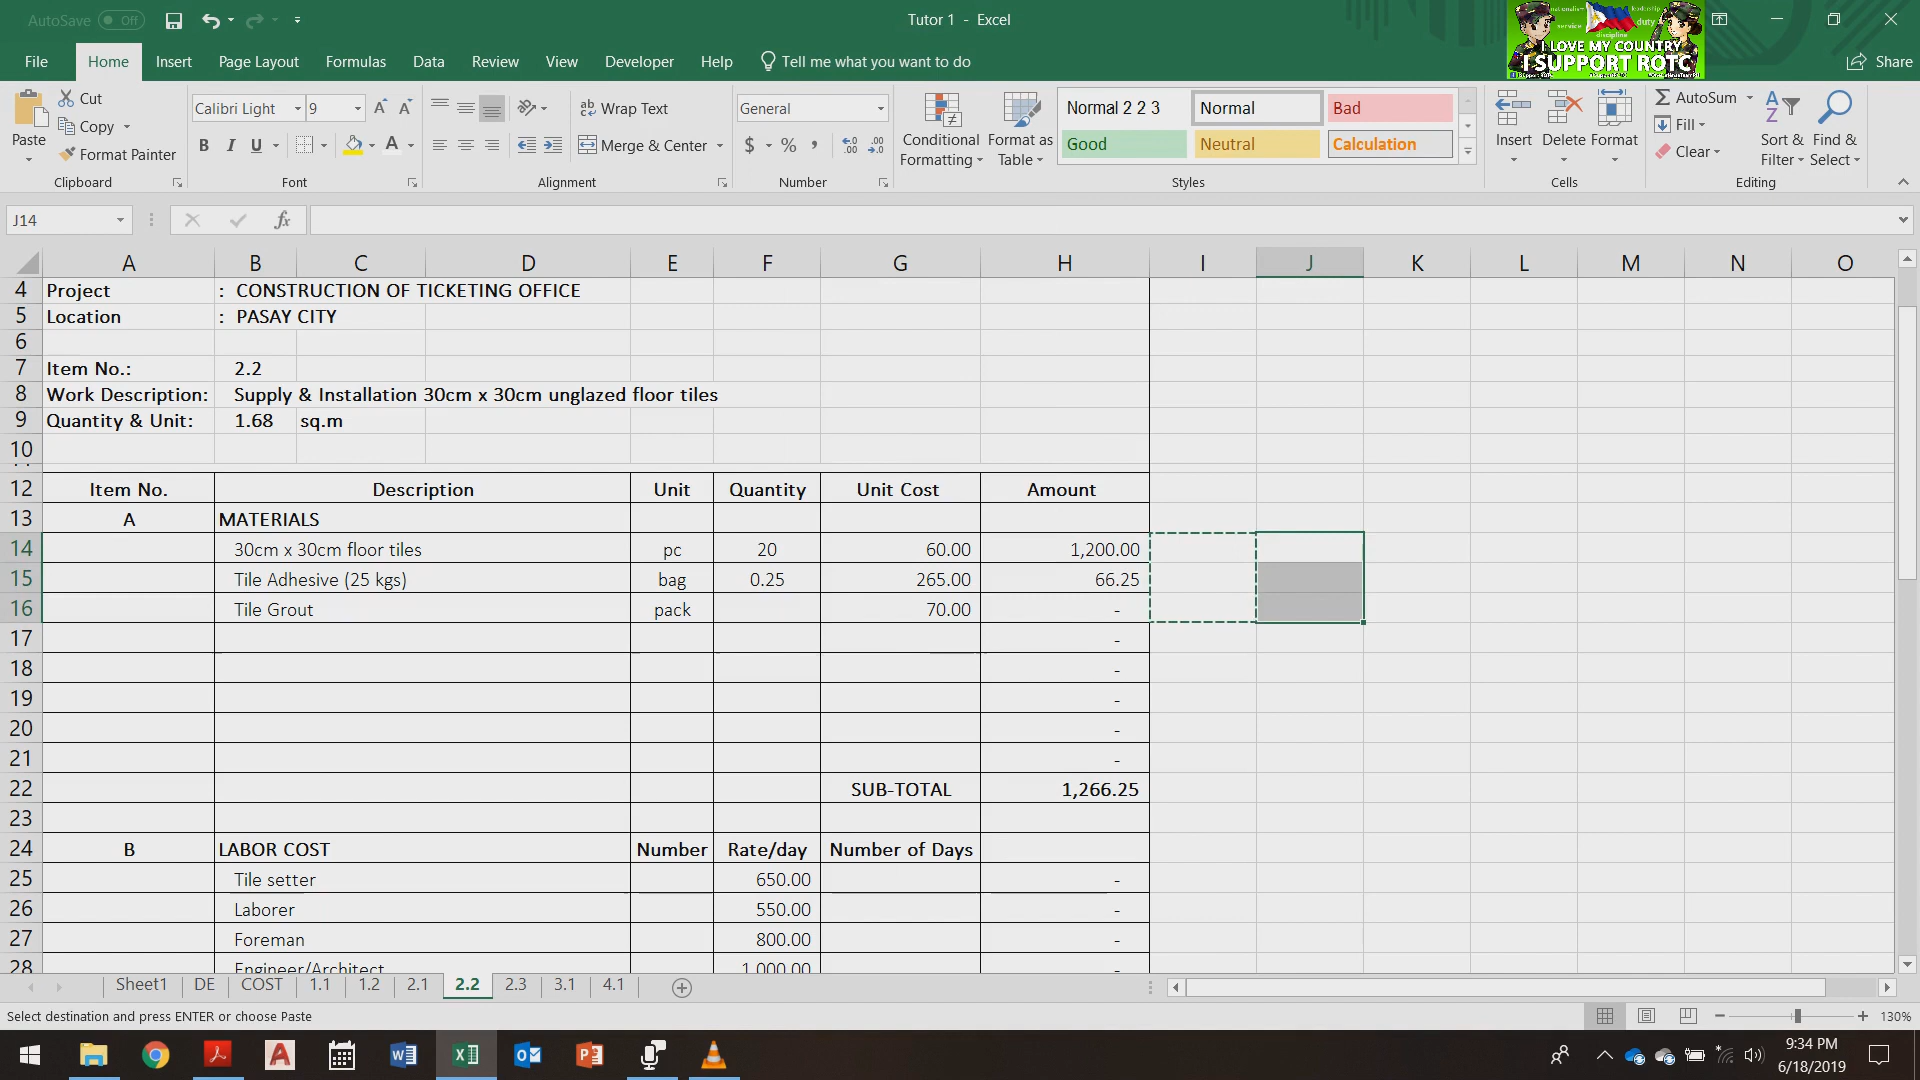 AutoSave Off
Tutor 1 - Excel
I LOVE MY COUNTRY
I SUPPORT ROTC
File Home Insert Page Layout Formulas Data Review View Developer Help Tell me what you want to do Share
Paste Cut Copy Format Painter
Calibri Light 9
B I U A
Wrap Text
Merge & Center
General
$ %
Conditional Formatting
Format as Table
Normal 2 2 3 Normal Bad
Good Neutral Calculation
Insert Delete Format
AutoSum
Fill
Clear
Sort & Filter
Find & Select
Clipboard Font Alignment Number Styles Cells Editing
J14 fx
A B C D E F G H I J K L M N O
4 Project : CONSTRUCTION OF TICKETING OFFICE
5 Location : PASAY CITY
6
7 Item No.: 2.2
8 Work Description: Supply & Installation 30cm x 30cm unglazed floor tiles
9 Quantity & Unit: 1.68 sq.m
10
12 Item No. Description Unit Quantity Unit Cost Amount
13 A MATERIALS
14 30cm x 30cm floor tiles pc 20 60.00 1,200.00
15 Tile Adhesive (25 kgs) bag 0.25 265.00 66.25
16 Tile Grout pack 70.00 -
17 -
18 -
19 -
20 -
21 -
22 SUB-TOTAL 1,266.25
23
24 B LABOR COST Number Rate/day Number of Days
25 Tile setter 650.00 -
26 Laborer 550.00 -
27 Foreman 800.00 -
28 Engineer/Architect 1,000.00 -
Sheet1 DE COST 1.1 1.2 2.1 2.2 2.3 3.1 4.1
Select destination and press ENTER or choose Paste
130%
9:34 PM
6/18/2019